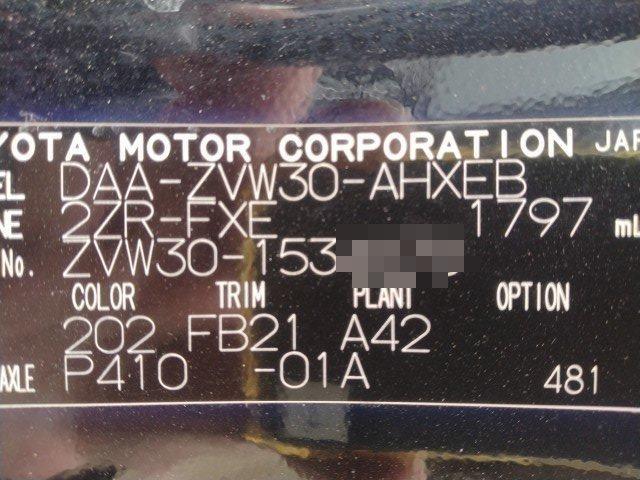 YOTA MOTOR CORPORATION JAP
EL DAA-ZVW30-AHXEB
NE 2ZR-FXE 1797 mL
No. ZVW30-153
COLOR TRIM PLANT OPTION
202 FB21 A42
AXLE P410 -01A 481